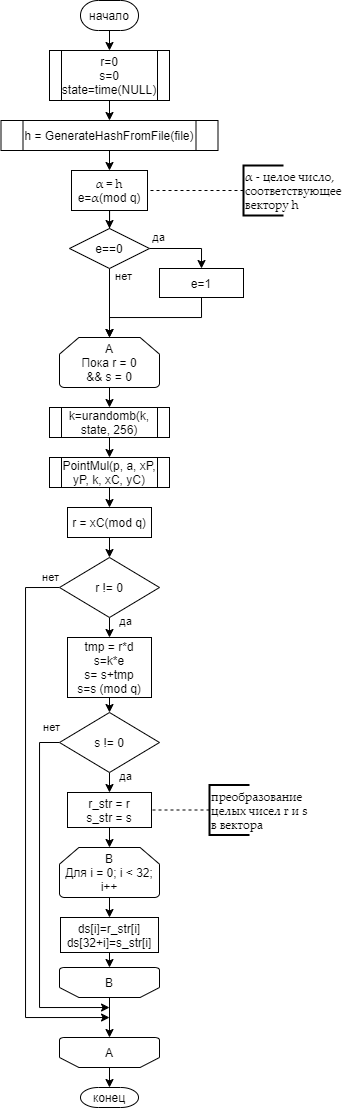 начало
r=0
s=0
state=time(NULL)
h = GenerateHashFromFile(file)
α = h
e=α(mod q)
α - целое число,
соответствующее
вектору h
e==0
да
нет
e=1
A
Пока r = 0
&& s = 0
k=urandomb(k,
state, 256)
PointMul(p, a, xP,
yP, k, xC, yC)
r = xC(mod q)
нет
r != 0
да
tmp = r*d
s=k*e
s= s+tmp
s=s (mod q)
нет
s != 0
да
r_str = r
s_str = s
преобразование
целых чисел r и s
в вектора
B
Для i = 0; i < 32;
i++
ds[i]=r_str[i]
ds[32+i]=s_str[i]
B
A
конец